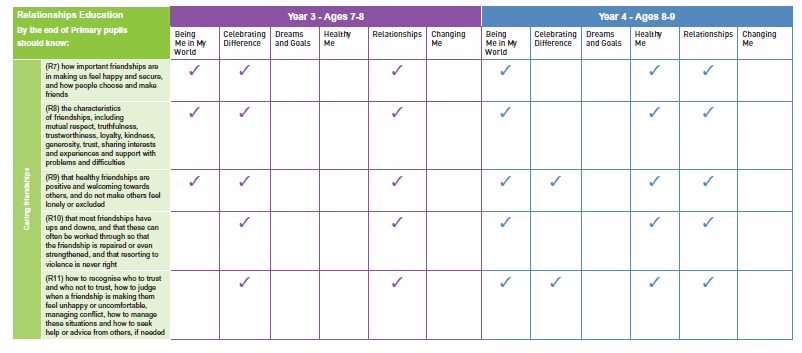 Relationships Education
By the end of Primary pupils
should know:
Year 3 - Ages 7-8
Year 4 - Ages 8-9
Being
Me in My
World
Celebrating
Difference
Dreams
and Goals
Healthy
Me
Relationships
Changing
Me
Being
Me in My
World
Celebrating
Difference
Dreams
and Goals
Healthy
Me
Relationships
Changing
Me
Caring friendships
(R7) how important friendships are
in making us feel happy and secure,
and how people choose and make
friends
✓ ✓ ✓ ✓ ✓ ✓
(R8) the characteristics
of friendships, including
mutual respect, truthfulness,
trustworthiness, loyalty, kindness,
generosity, trust, sharing interests
and experiences and support with
problems and difficulties
✓ ✓ ✓ ✓ ✓ ✓
(R9) that healthy friendships are
positive and welcoming towards
others, and do not make others feel
lonely or excluded
✓ ✓ ✓ ✓ ✓ ✓ ✓
(R10) that most friendships have
ups and downs, and that these can
often be worked through so that
the friendship is repaired or even
strengthened, and that resorting to
violence is never right
✓ ✓ ✓ ✓ ✓
(R11) how to recognise who to trust
and who not to trust, how to judge
when a friendship is making them
feel unhappy or uncomfortable,
managing conflict, how to manage
these situations and how to seek
help or advice from others, if needed
✓ ✓ ✓ ✓ ✓ ✓